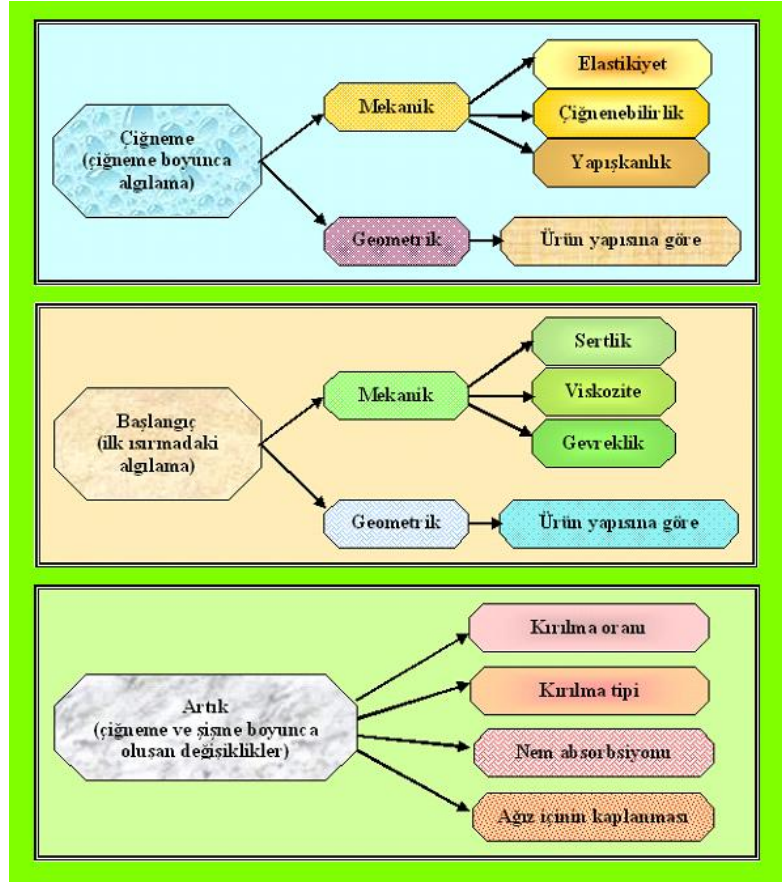 Çiğneme
(çiğneme boyunca
algılama)
Mekanik
Elastikiyet
Çiğnenebilirlik
Yapışkanlık
Geometrik
Ürün yapısına göre
Başlangıç
(ilk ısırmadaki
algılama)
Mekanik
Sertlik
Viskozite
Gevreklik
Geometrik
Ürün yapısına göre
Artık
(çiğneme ve şişme boyunca
oluşan değişiklikler)
Kırılma oranı
Kırılma tipi
Nem absorbsiyonu
Ağız içinin kaplanması